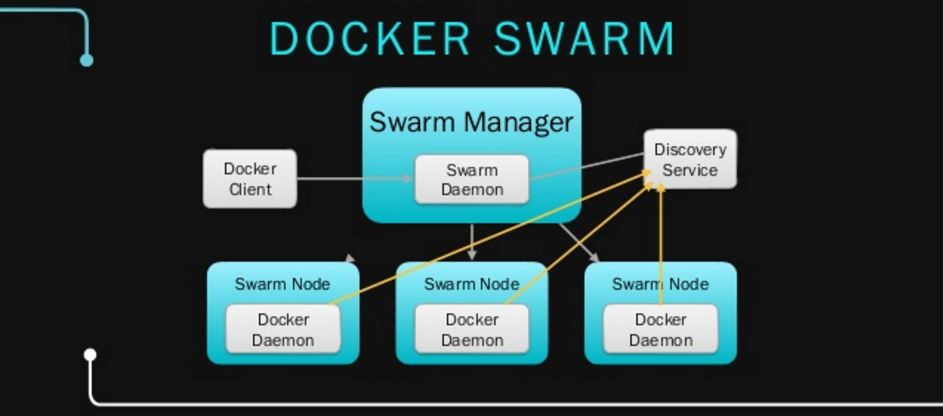 DOCKER SWARM
Swarm Manager
Docker
Client
Swarm
Daemon
Discovery
Service
Swarm Node
Docker
Daemon
Swarm Node
Docker
Daemon
Swarm Node
Docker
Daemon